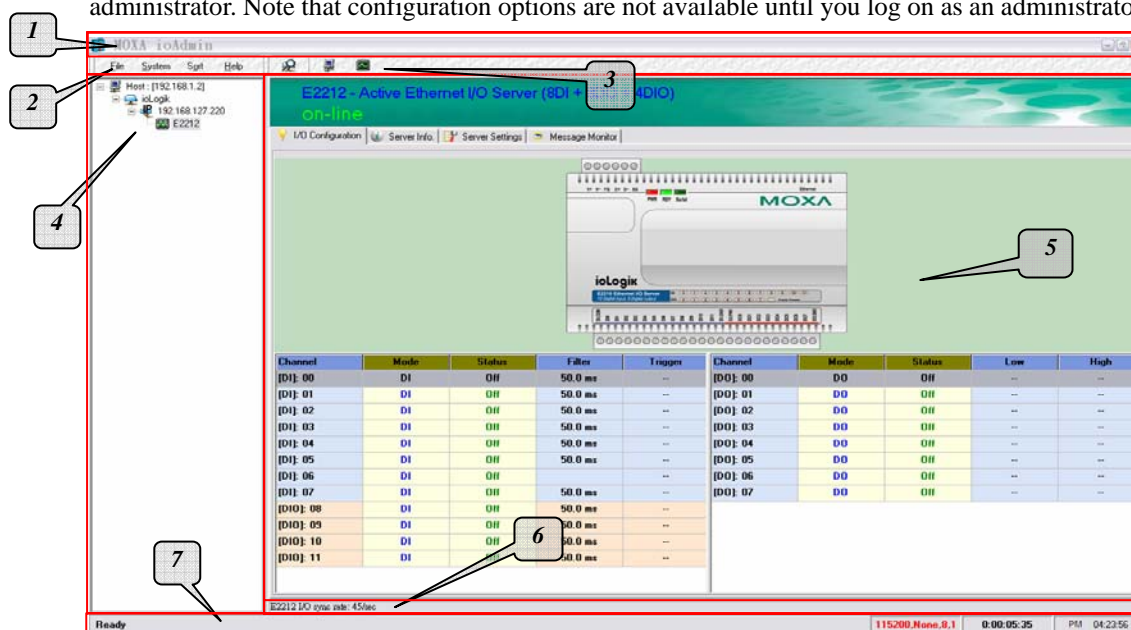 administrator. Note that configuration options are not available until you log on as an administrato
1
MOXA ioAdmin
File System Sort Help
2
3
Host : [192.168.1.2]
ioLogik
192.168.127.220
E2212
4
E2212 - Active Ethernet I/O Server (8DI + 4DIO)
on-line
I/O Configuration Server Info. Server Settings Message Monitor
PWR RDY Serial
MOXA
ioLogik
5
Channel Mode Status Filter Trigger Channel Mode Status Low High
[DI]: 00 DI Off 50.0 ms -- [DO]: 00 DO Off -- --
[DI]: 01 DI Off 50.0 ms -- [DO]: 01 DO Off -- --
[DI]: 02 DI Off 50.0 ms -- [DO]: 02 DO Off -- --
[DI]: 03 DI Off 50.0 ms -- [DO]: 03 DO Off -- --
[DI]: 04 DI Off 50.0 ms -- [DO]: 04 DO Off -- --
[DI]: 05 DI Off 50.0 ms -- [DO]: 05 DO Off -- --
[DI]: 06 DI Off -- [DO]: 06 DO Off -- --
[DI]: 07 DI Off 50.0 ms -- [DO]: 07 DO Off -- --
[DIO]: 08 DI Off 50.0 ms --
[DIO]: 09 DI Off 50.0 ms --
[DIO]: 10 DI Off 50.0 ms --
[DIO]: 11 DI Off 50.0 ms --
6
7
E2212 I/O sync rate: 45/sec
Ready 115200,None,8,1 0:00:05:35 PM 04:23:56